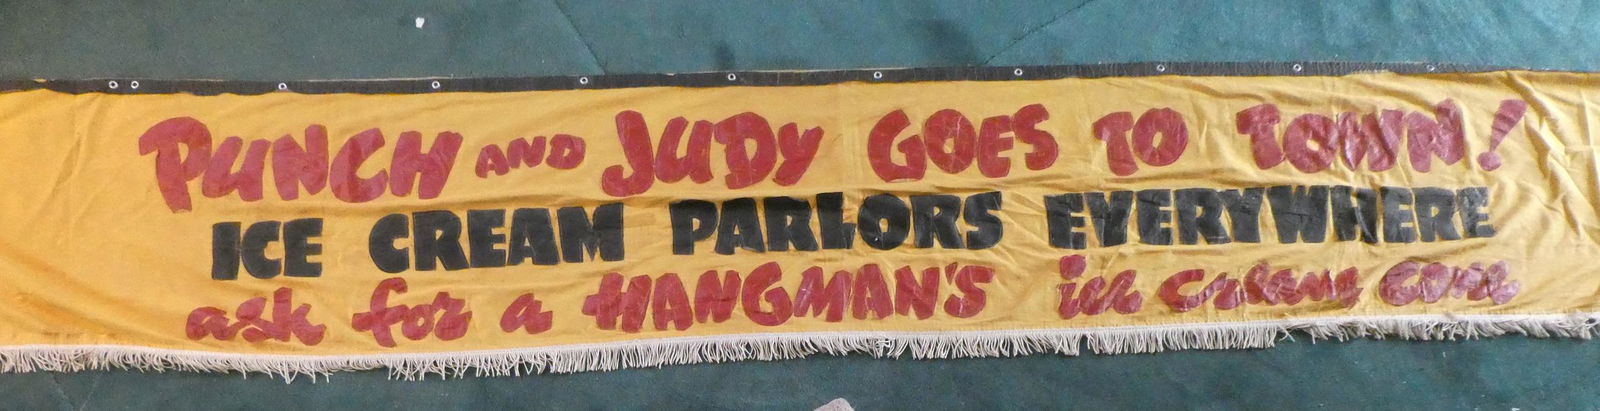 PUNCH AND JUDY GOES TO TOWN!
ICE CREAM PARLORS EVERYWHERE
ask for a HANGMAN'S ice cream cone